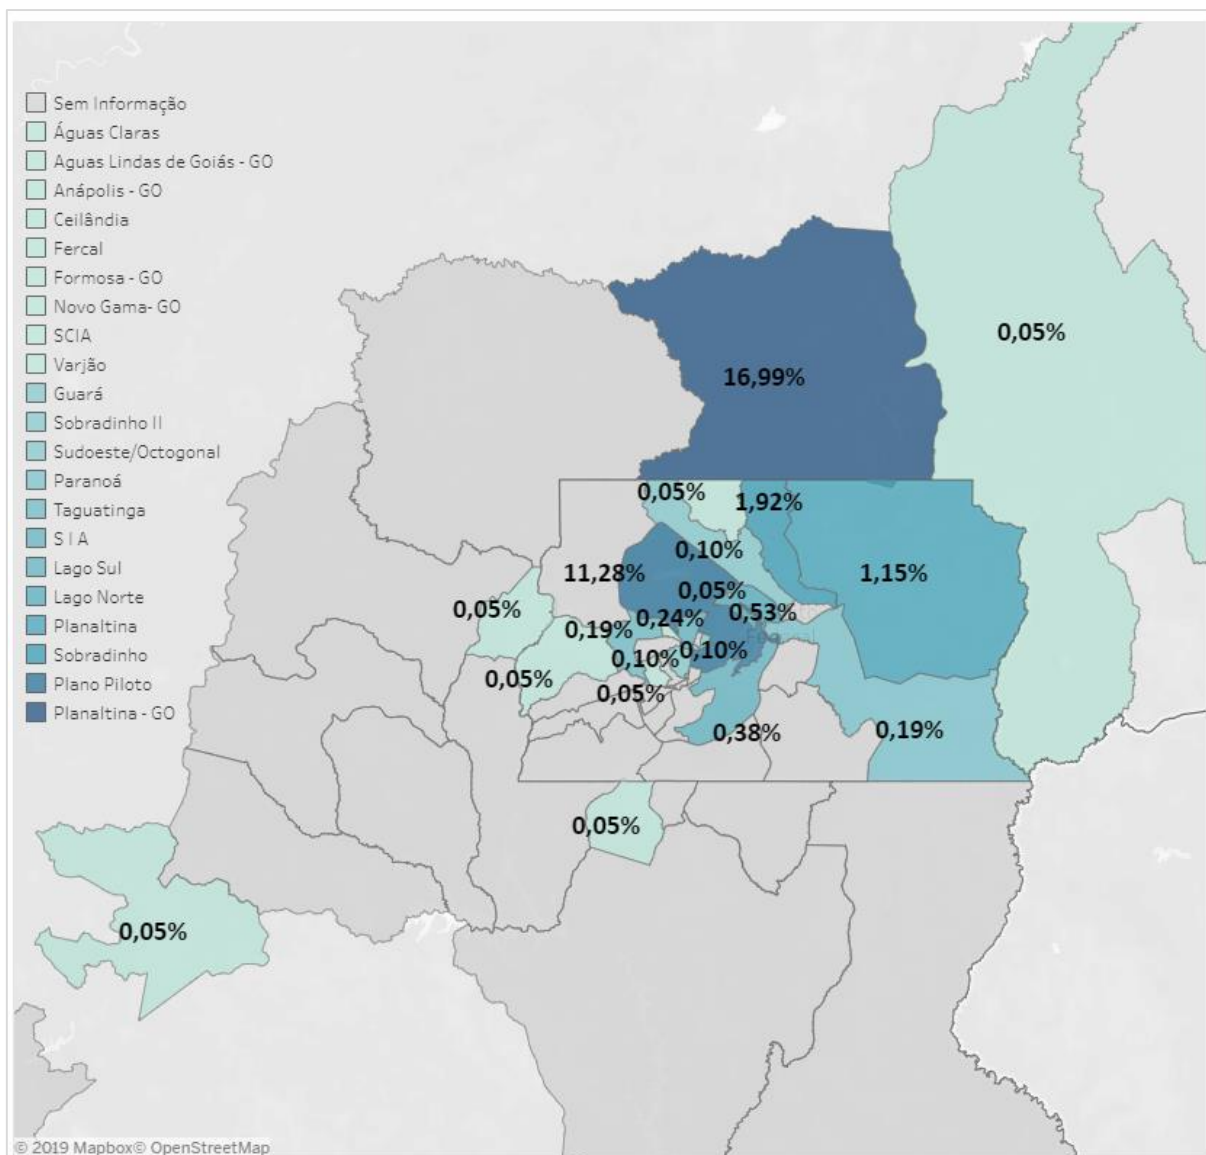 Sem Informação
Águas Claras
Aguas Lindas de Goiás - GO
Anápolis - GO
Ceilândia
Fercal
Formosa - GO
Novo Gama- GO
SCIA
Varjão
Guará
Sobradinho II
Sudoeste/Octogonal
Paranoá
Taguatinga
S I A
Lago Sul
Lago Norte
Planaltina
Sobradinho
Plano Piloto
Planaltina - GO
0,05%
16,99%
0,05%
1,92%
0,10%
11,28%
1,15%
0,05%
0,05%
0,53%
0,24%
0,19%
0,10%
0,10%
0,05%
0,05%
0,38%
0,19%
0,05%
0,05%
© 2019 Mapbox© OpenStreetMap